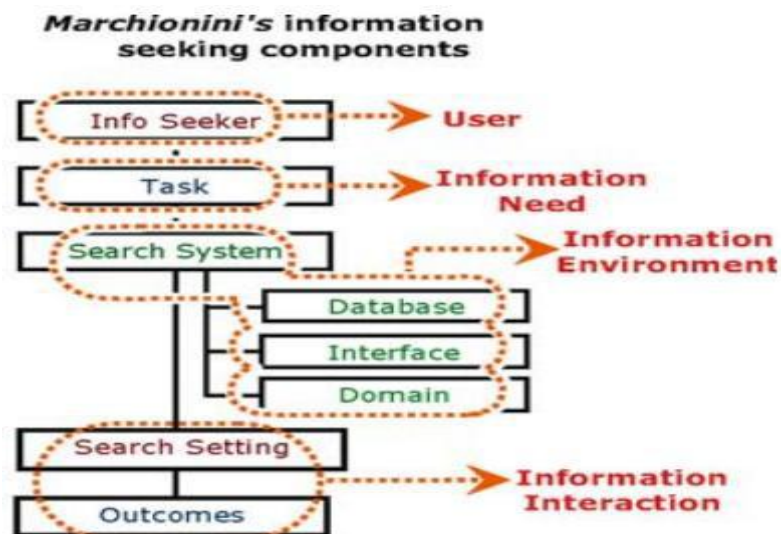 Marchionini's information
seeking components
Info Seeker
User
Task
Information
Need
Search System
Information
Environment
Database
Interface
Domain
Search Setting
Information
Interaction
Outcomes